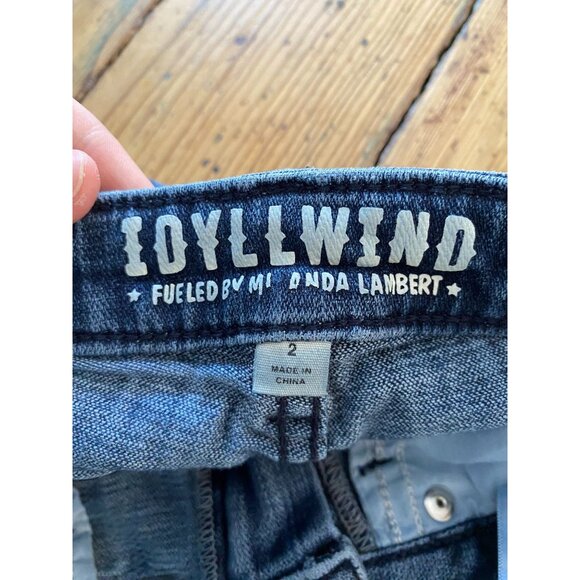 IDYLLWIND
★ FUELED BY MI ANDA LAMBERT ★
2
MADE IN
CHINA